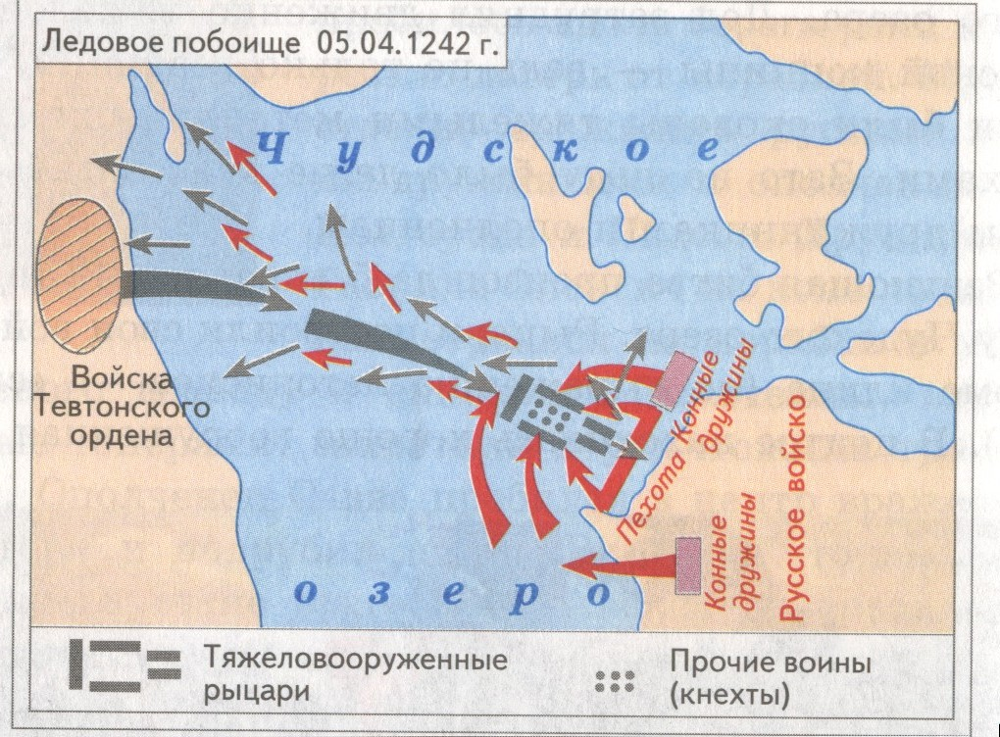 Ледовое побоище 05.04.1242 г.
Чудское
Войска
Тевтонского
ордена
Конные
дружины
Пехота
Конные
дружины
Русское войско
озеро
Тяжеловооруженные
рыцари
Прочие воины
(кнехты)